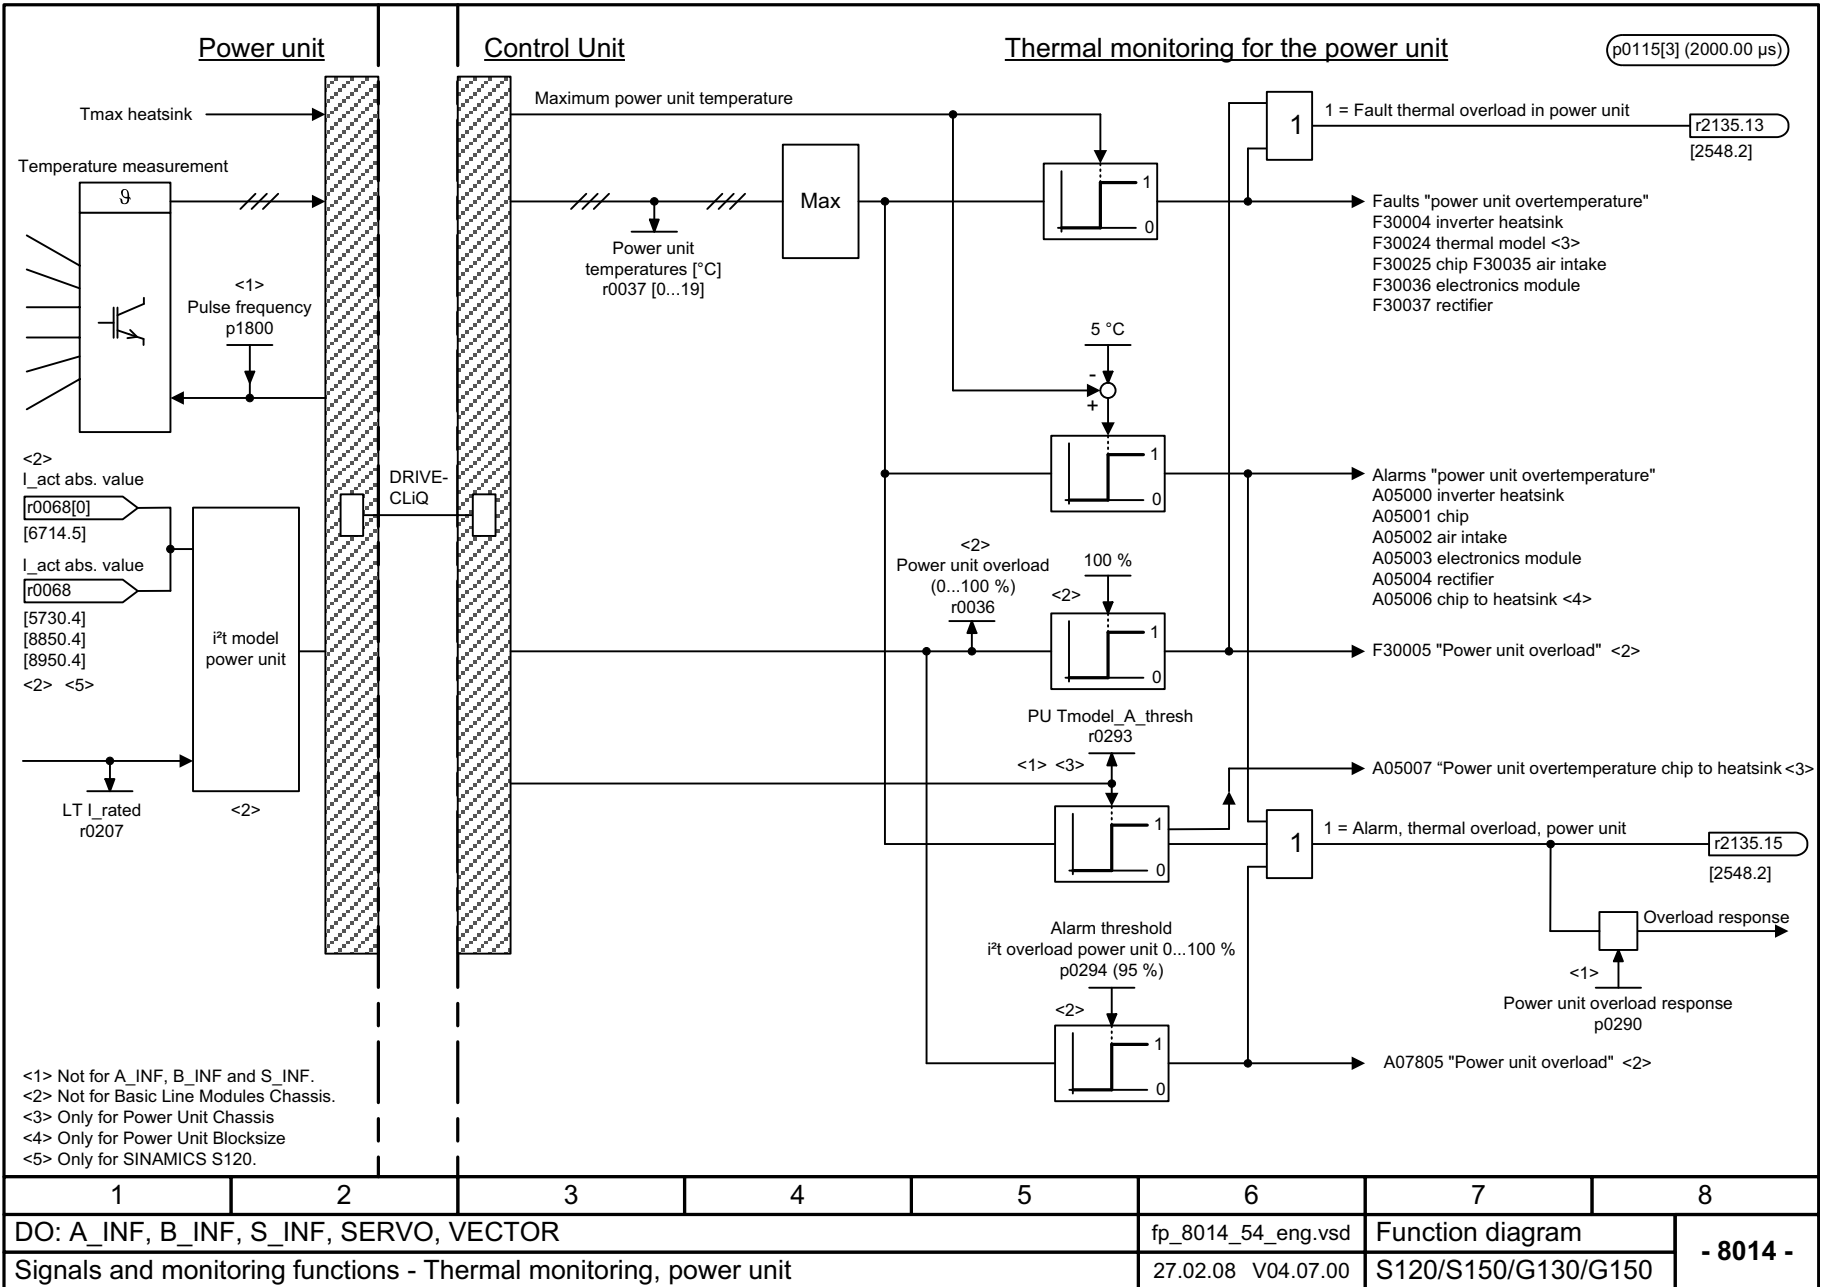 Power unit
Control Unit
Thermal monitoring for the power unit
p0115[3] (2000.00 µs)
Tmax heatsink
Temperature measurement
ϑ
<1>
Pulse frequency
p1800
<2>
I_act abs. value
r0068[0]
[6714.5]
I_act abs. value
r0068
[5730.4]
[8850.4]
[8950.4]
<2> <5>
i²t model
power unit
LT I_rated
r0207
<2>
DRIVE-
CLiQ
Maximum power unit temperature
Power unit
temperatures [°C]
r0037 [0...19]
Max
1
0
1
1 = Fault thermal overload in power unit
r2135.13
[2548.2]
Faults "power unit overtemperature"
F30004 inverter heatsink
F30024 thermal model <3>
F30025 chip F30035 air intake
F30036 electronics module
F30037 rectifier
5 °C
-
+
1
0
Alarms "power unit overtemperature"
A05000 inverter heatsink
A05001 chip
A05002 air intake
A05003 electronics module
A05004 rectifier
A05006 chip to heatsink <4>
<2>
Power unit overload
(0...100 %)
r0036
100 %
<2>
1
0
F30005 "Power unit overload" <2>
PU Tmodel_A_thresh
r0293
<1> <3>
1
0
A05007 “Power unit overtemperature chip to heatsink <3>
1
1 = Alarm, thermal overload, power unit
r2135.15
[2548.2]
Overload response
<1>
Power unit overload response
p0290
Alarm threshold
i²t overload power unit 0...100 %
p0294 (95 %)
<2>
1
0
A07805 "Power unit overload" <2>
<1> Not for A_INF, B_INF and S_INF.
<2> Not for Basic Line Modules Chassis.
<3> Only for Power Unit Chassis
<4> Only for Power Unit Blocksize
<5> Only for SINAMICS S120.
1 2 3 4 5 6 7 8
DO: A_INF, B_INF, S_INF, SERVO, VECTOR
fp_8014_54_eng.vsd
Function diagram
- 8014 -
Signals and monitoring functions - Thermal monitoring, power unit
27.02.08 V04.07.00
S120/S150/G130/G150